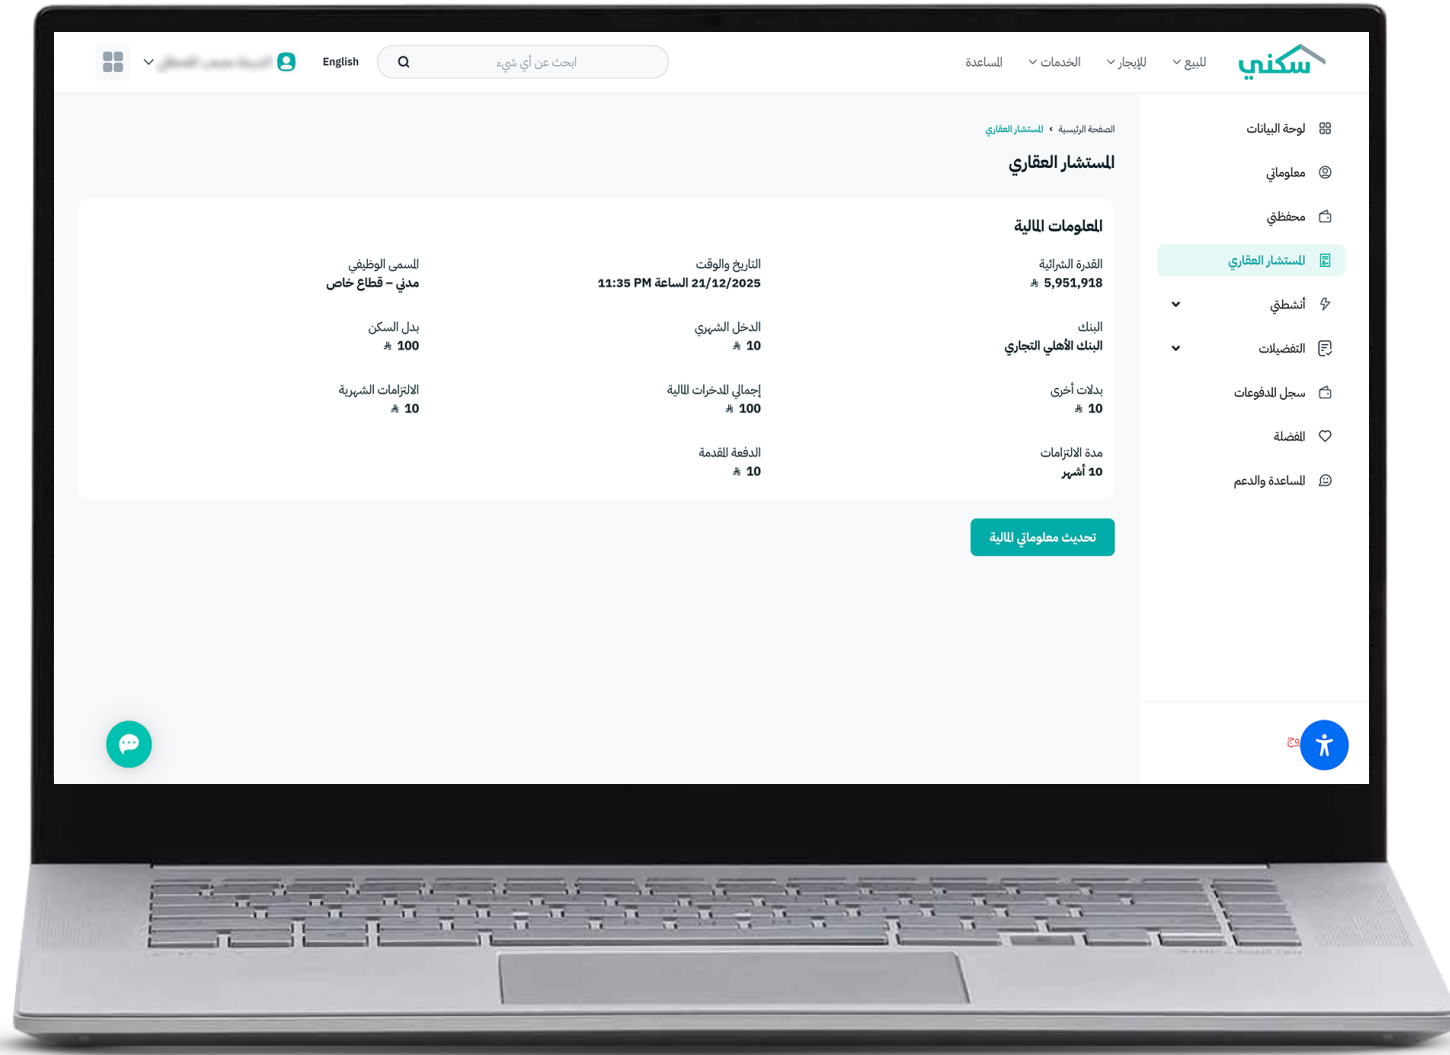 سكني
للبيع
للإيجار
الخدمات
المساعدة
ابحث عن أي شيء
English
لوحة البيانات
معلوماتي
محفظتي
المستشار العقاري
أنشطتي
التفضيلات
سجل المدفوعات
المفضلة
المساعدة والدعم
الصفحة الرئيسية › المستشار العقاري
المستشار العقاري
المعلومات المالية
القدرة الشرائية
5,951,918
التاريخ والوقت
21/12/2025 الساعة 11:35 PM
المسمى الوظيفي
مدني – قطاع خاص
البنك
البنك الأهلي التجاري
الدخل الشهري
10
بدل السكن
100
بدلات أخرى
10
إجمالي المدخرات المالية
100
الالتزامات الشهرية
10
مدة الالتزامات
10 أشهر
الدفعة المقدمة
10
تحديث معلوماتي المالية